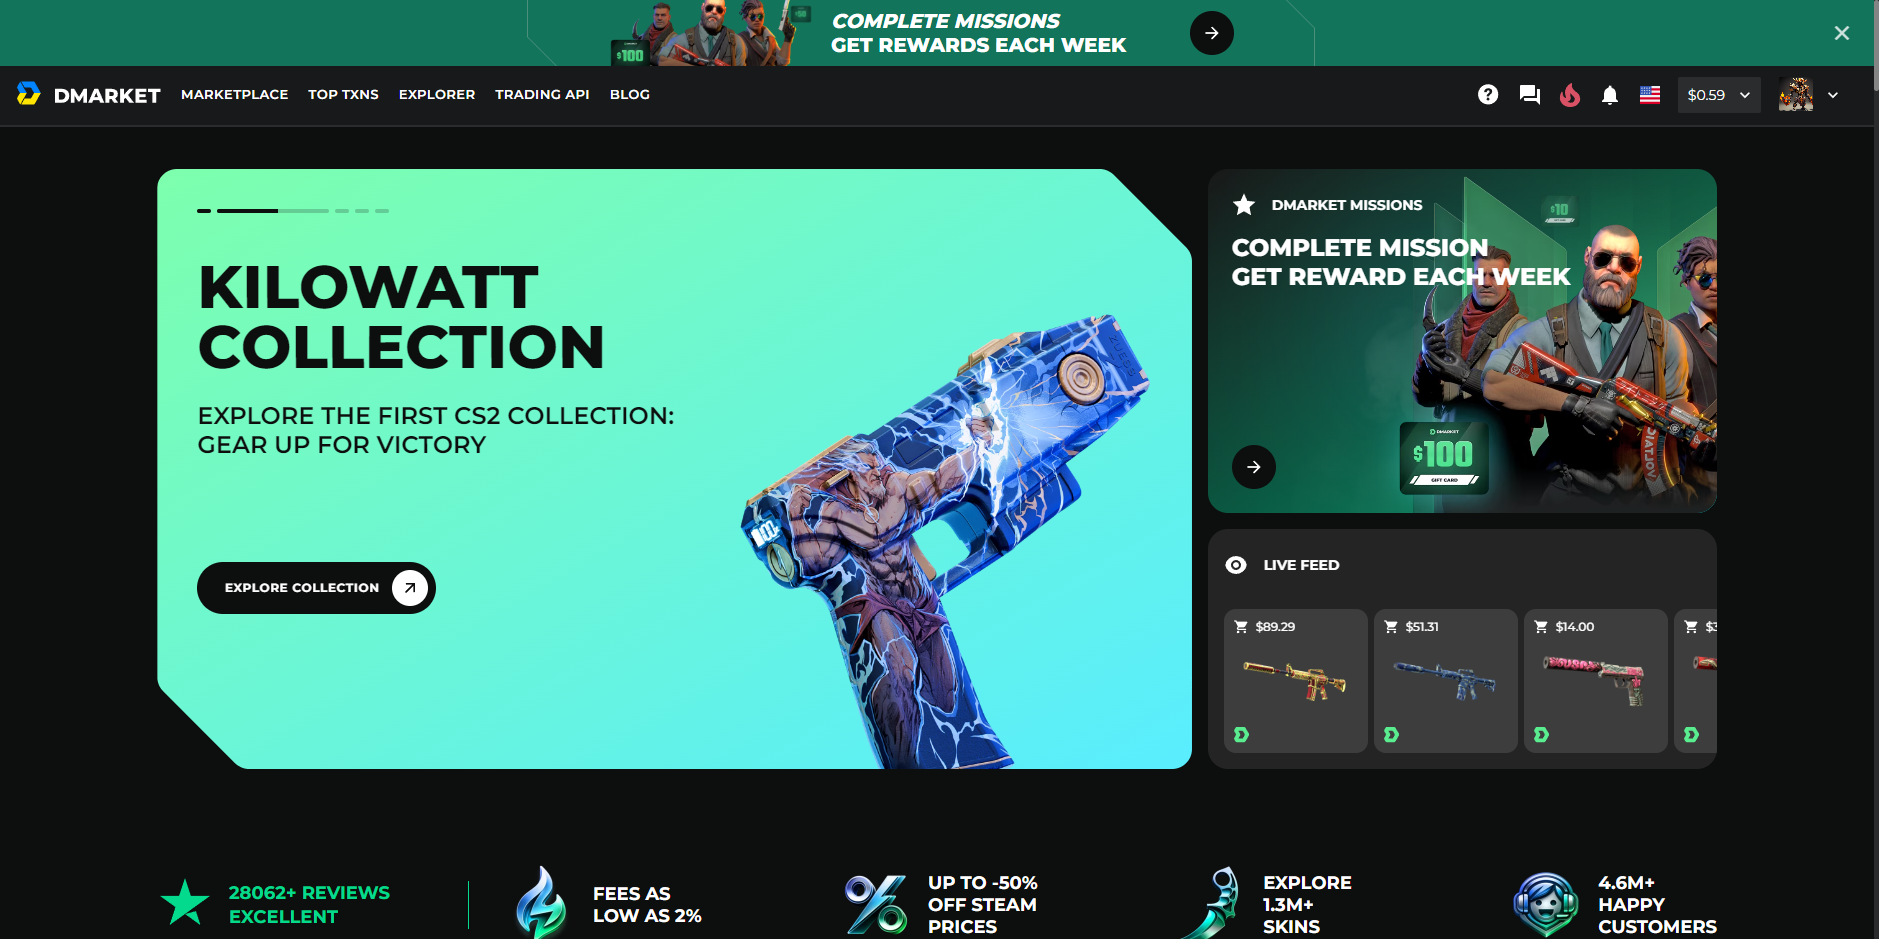 COMPLETE MISSIONS
GET REWARDS EACH WEEK
$100
DMARKET
MARKETPLACE
TOP TXNS
EXPLORER
TRADING API
BLOG
$0.59
KILOWATT
COLLECTION
EXPLORE THE FIRST CS2 COLLECTION:
GEAR UP FOR VICTORY
EXPLORE COLLECTION
DMARKET MISSIONS
$10
COMPLETE MISSION
GET REWARD EACH WEEK
DMARKET
$100
GIFT CARD
LIVE FEED
$89.29
$51.31
$14.00
28062+ REVIEWS
EXCELLENT
FEES AS
LOW AS 2%
UP TO -50%
OFF STEAM
PRICES
EXPLORE
1.3M+
SKINS
4.6M+
HAPPY
CUSTOMERS